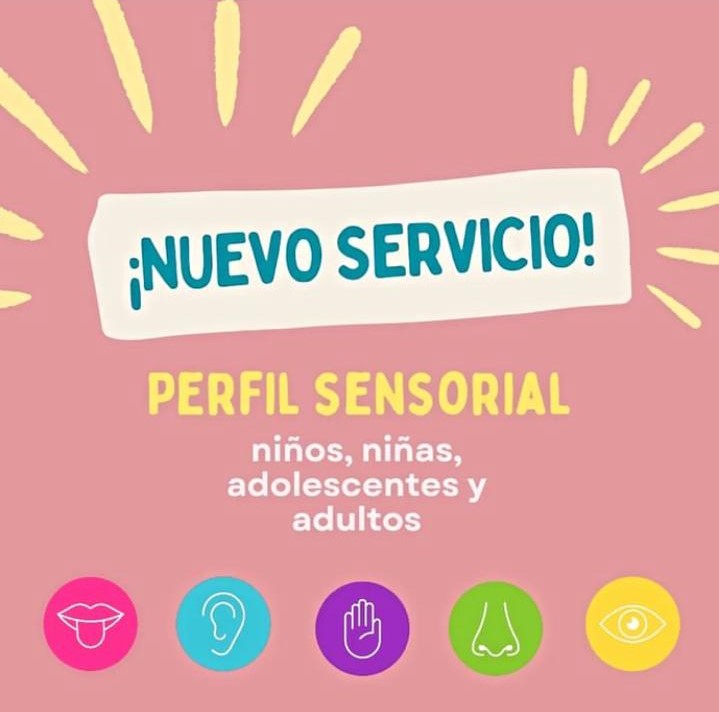 ¡NUEVO SERVICIO!
PERFIL SENSORIAL
niños, niñas,
adolescentes y
adultos